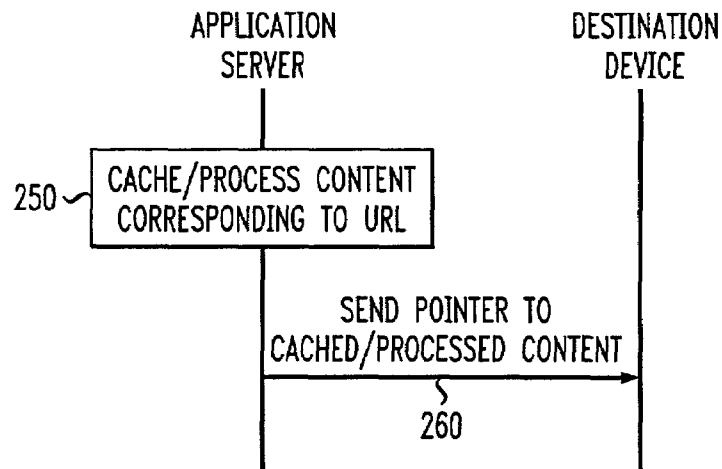 APPLICATION
SERVER
DESTINATION
DEVICE
250
CACHE/PROCESS CONTENT
CORRESPONDING TO URL
SEND POINTER TO
CACHED/PROCESSED CONTENT
260